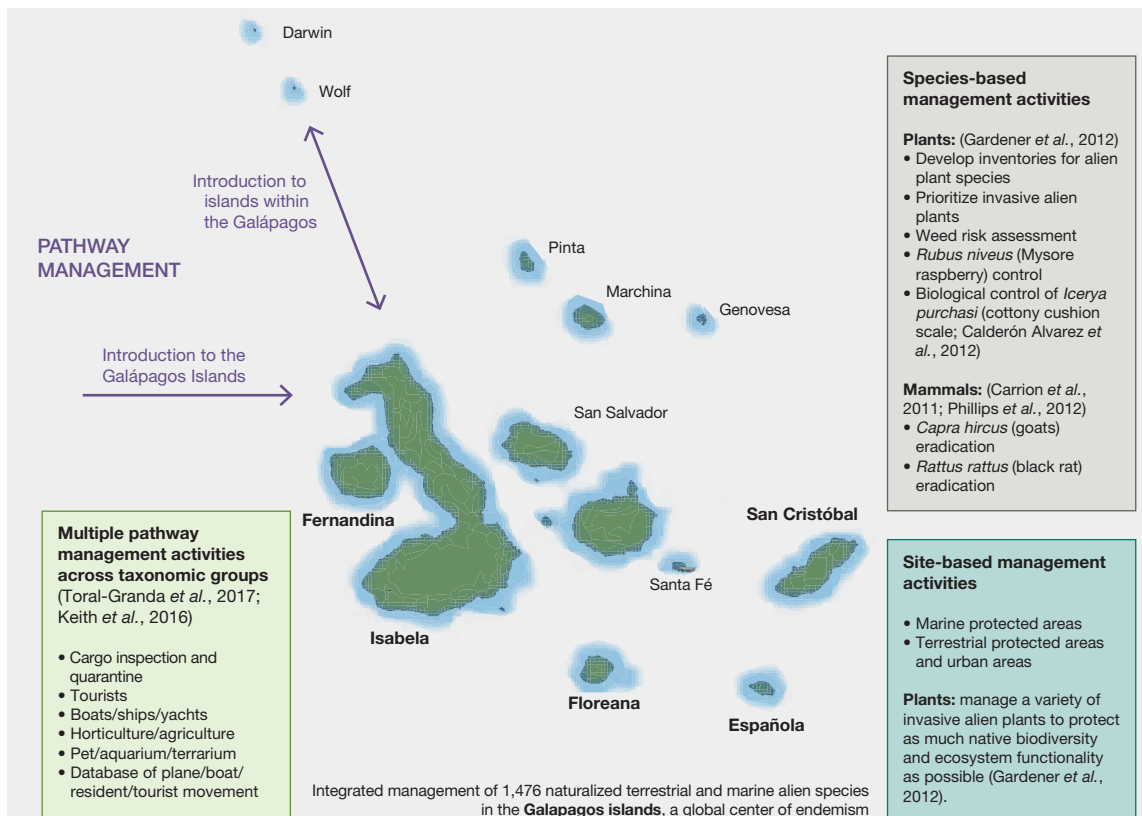 Darwin
Wolf
Introduction to
islands within
the Galápagos
PATHWAY
MANAGEMENT
Pinta
Marchina
Genovesa
Introduction to the
Galápagos Islands
San Salvador
Fernandina
San Cristóbal
Santa Fé
Isabela
Floreana
Española
Multiple pathway
management activities
across taxonomic groups
(Toral-Granda et al., 2017;
Keith et al., 2016)
• Cargo inspection and
quarantine
• Tourists
• Boats/ships/yachts
• Horticulture/agriculture
• Pet/aquarium/terrarium
• Database of plane/boat/
resident/tourist movement
Species-based
management activities
Plants: (Gardener et al., 2012)
• Develop inventories for alien
plant species
• Prioritize invasive alien
plants
• Weed risk assessment
• Rubus niveus (Mysore
raspberry) control
• Biological control of Icerya
purchasi (cottony cushion
scale; Calderón Alvarez et
al., 2012)
Mammals: (Carrion et al.,
2011; Phillips et al., 2012)
• Capra hircus (goats)
eradication
• Rattus rattus (black rat)
eradication
Site-based management
activities
• Marine protected areas
• Terrestrial protected areas
and urban areas
Plants: manage a variety of
invasive alien plants to protect
as much native biodiversity
and ecosystem functionality
as possible (Gardener et al.,
2012).
Integrated management of 1,476 naturalized terrestrial and marine alien species
in the Galapagos islands, a global center of endemism